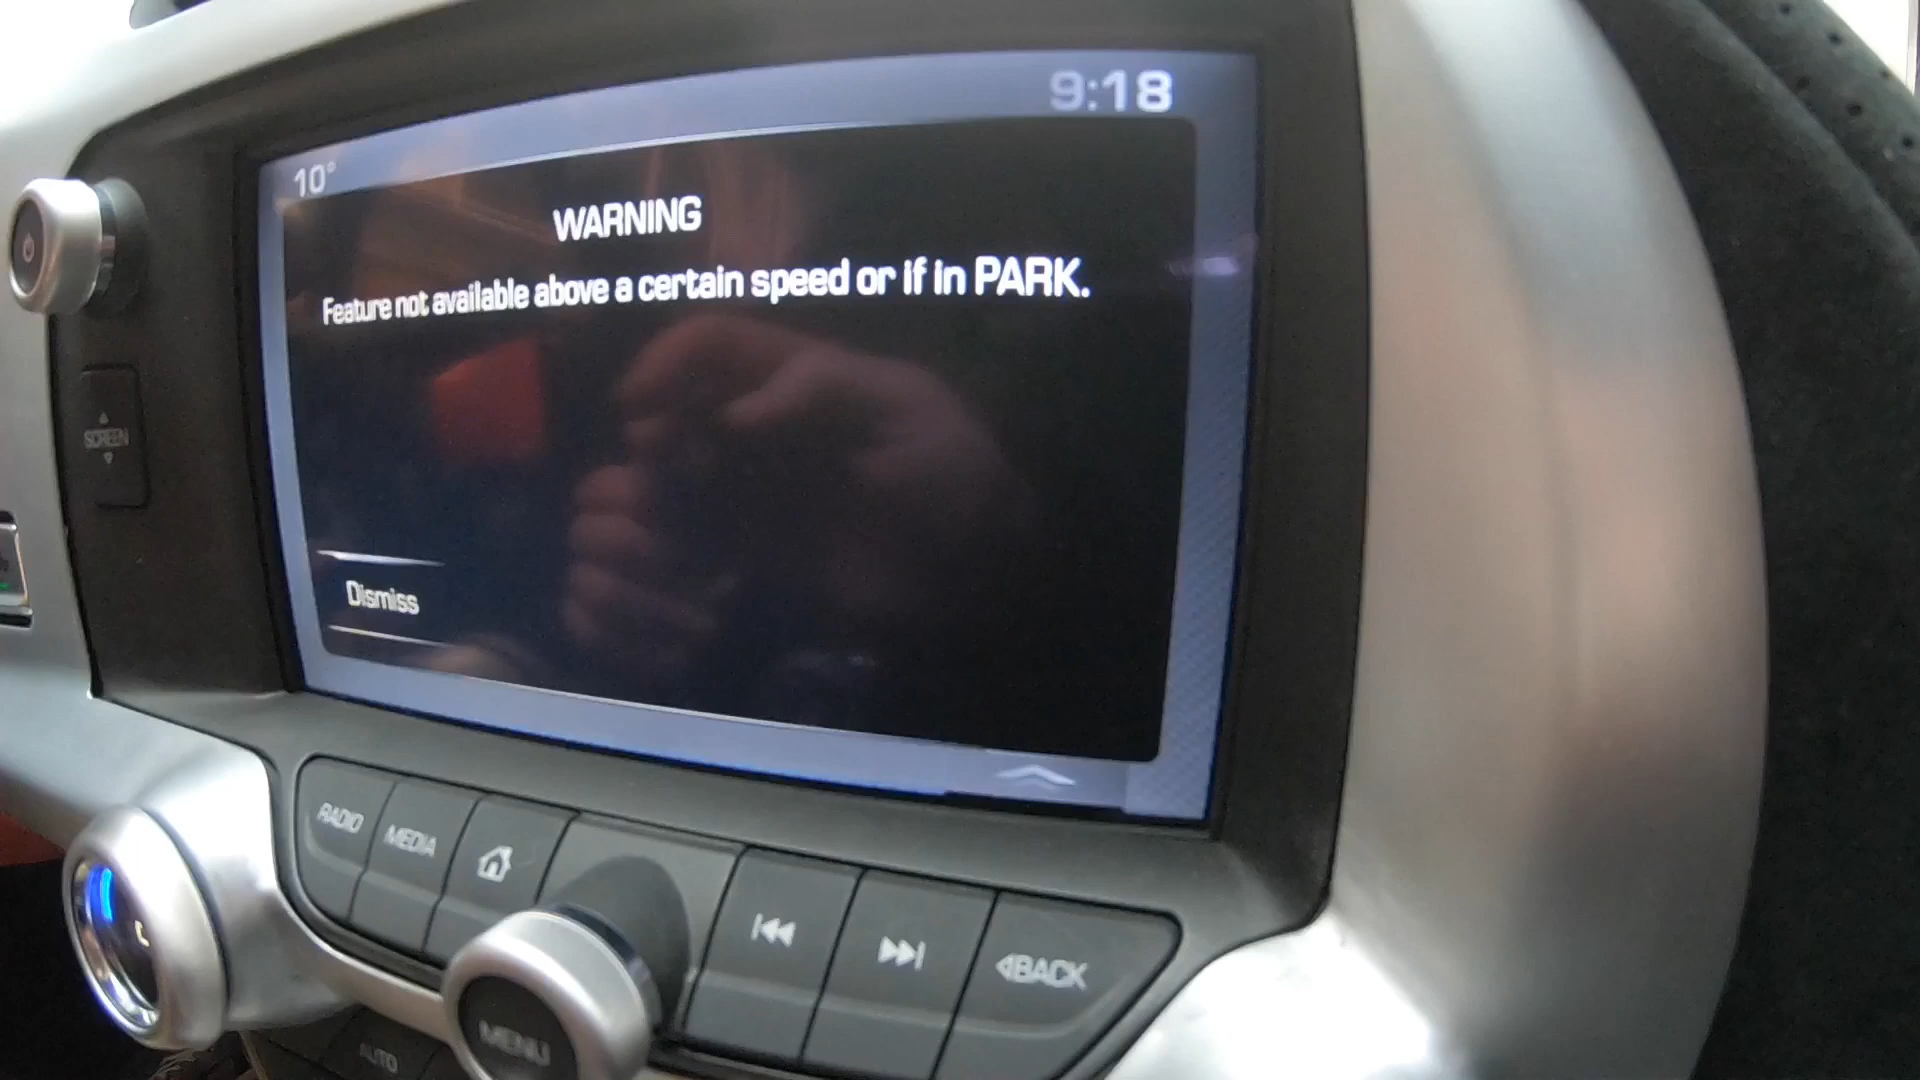 9:18
10°
WARNING
Feature not available above a certain speed or if in PARK.
SCREEN
Dismiss
RADIO
MEDIA
BACK
MENU
AUTO